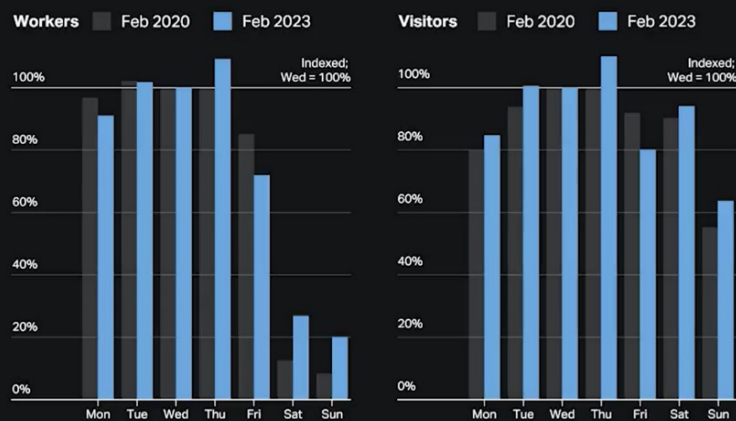 Workers Feb 2020 Feb 2023
Indexed;
Wed = 100%
100%
80%
60%
40%
20%
0%
Mon Tue Wed Thu Fri Sat Sun
Visitors Feb 2020 Feb 2023
Indexed;
Wed = 100%
100%
80%
60%
40%
20%
0%
Mon Tue Wed Thu Fri Sat Sun